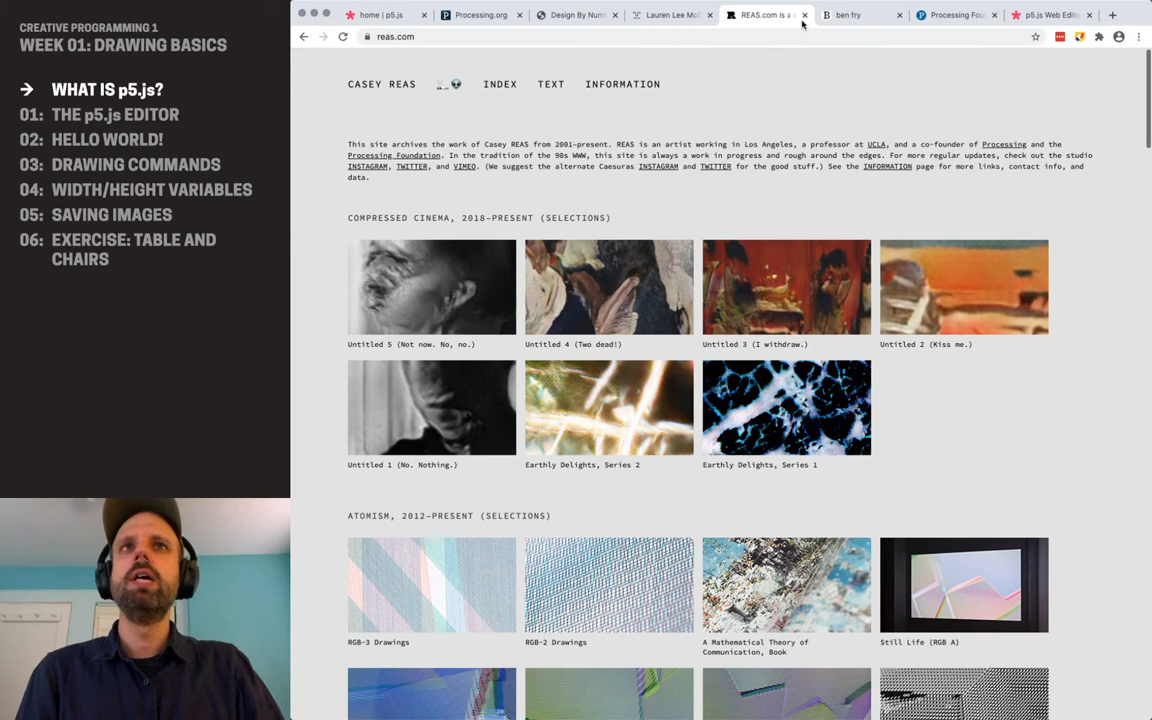 CREATIVE PROGRAMMING 1
WEEK 01: DRAWING BASICS
→ WHAT IS p5.js?
01: THE p5.js EDITOR
02: HELLO WORLD!
03: DRAWING COMMANDS
04: WIDTH/HEIGHT VARIABLES
05: SAVING IMAGES
06: EXERCISE: TABLE AND
CHAIRS
home | p5.js
Processing.org
Design By Num
Lauren Lee Mc
REAS.com is a
ben fry
Processing Fou
p5.js Web Edito
reas.com
CASEY REAS INDEX TEXT INFORMATION
This site archives the work of Casey REAS from 2001–present. REAS is an artist working in Los Angeles, a professor at UCLA, and a co-founder of Processing and the
Processing Foundation. In the tradition of the 90s WWW, this site is always a work in progress and rough around the edges. For more regular updates, check out the studio
INSTAGRAM, TWITTER, and VIMEO. (We suggest the alternate Caesuras INSTAGRAM and TWITTER for the good stuff.) See the INFORMATION page for more links, contact info, and
data.
COMPRESSED CINEMA, 2018–PRESENT (SELECTIONS)
Untitled 5 (Not now. No, no.)
Untitled 4 (Two dead!)
Untitled 3 (I withdraw.)
Untitled 2 (Kiss me.)
Untitled 1 (No. Nothing.)
Earthly Delights, Series 2
Earthly Delights, Series 1
ATOMISM, 2012–PRESENT (SELECTIONS)
RGB-3 Drawings
RGB-2 Drawings
A Mathematical Theory of
Communication, Book
Still Life (RGB A)